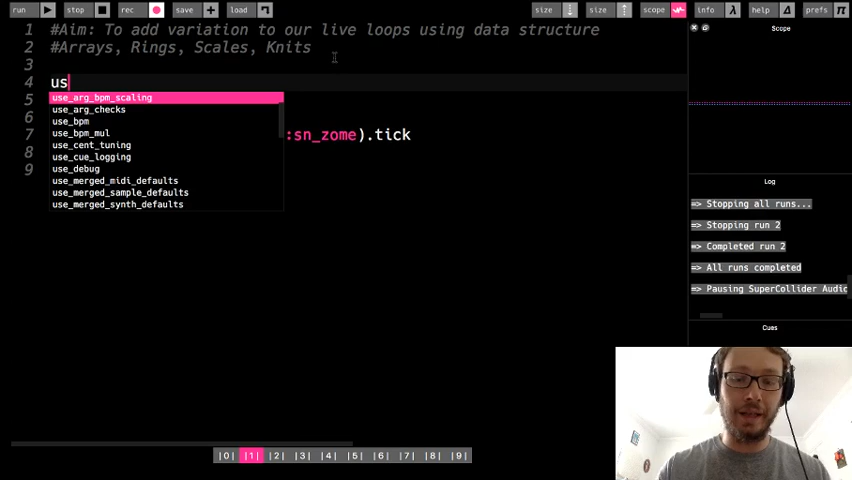 run ▶ stop ■ rec save + load size size scope info λ help prefs π
1 #Aim: To add variation to our live loops using data structure
2 #Arrays, Rings, Scales, Knits
3
4 us
use_arg_bpm_scaling
use_arg_checks
use_bpm
use_bpm_mul
use_cent_tuning
use_cue_logging
use_debug
use_merged_midi_defaults
use_merged_sample_defaults
use_merged_synth_defaults
5
6
7 :sn_zome).tick
8
9
Scope
Log
=> Stopping all runs...
=> Stopping run 2
=> Completed run 2
=> All runs completed
=> Pausing SuperCollider Audio
Cues
|0| |1| |2| |3| |4| |5| |6| |7| |8| |9|